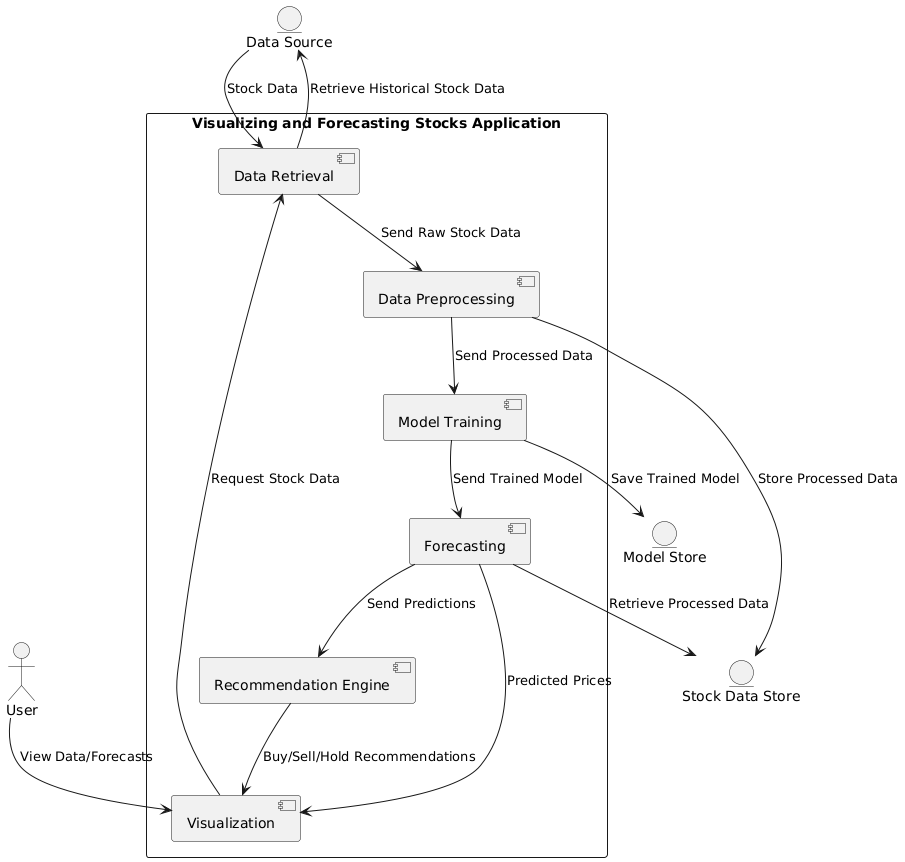 Data Source
Stock Data
Retrieve Historical Stock Data
Visualizing and Forecasting Stocks Application
Data Retrieval
Send Raw Stock Data
Data Preprocessing
Send Processed Data
Model Training
Request Stock Data
Send Trained Model
Save Trained Model
Store Processed Data
Forecasting
Model Store
Send Predictions
Retrieve Processed Data
Recommendation Engine
Predicted Prices
Stock Data Store
User
View Data/Forecasts
Buy/Sell/Hold Recommendations
Visualization